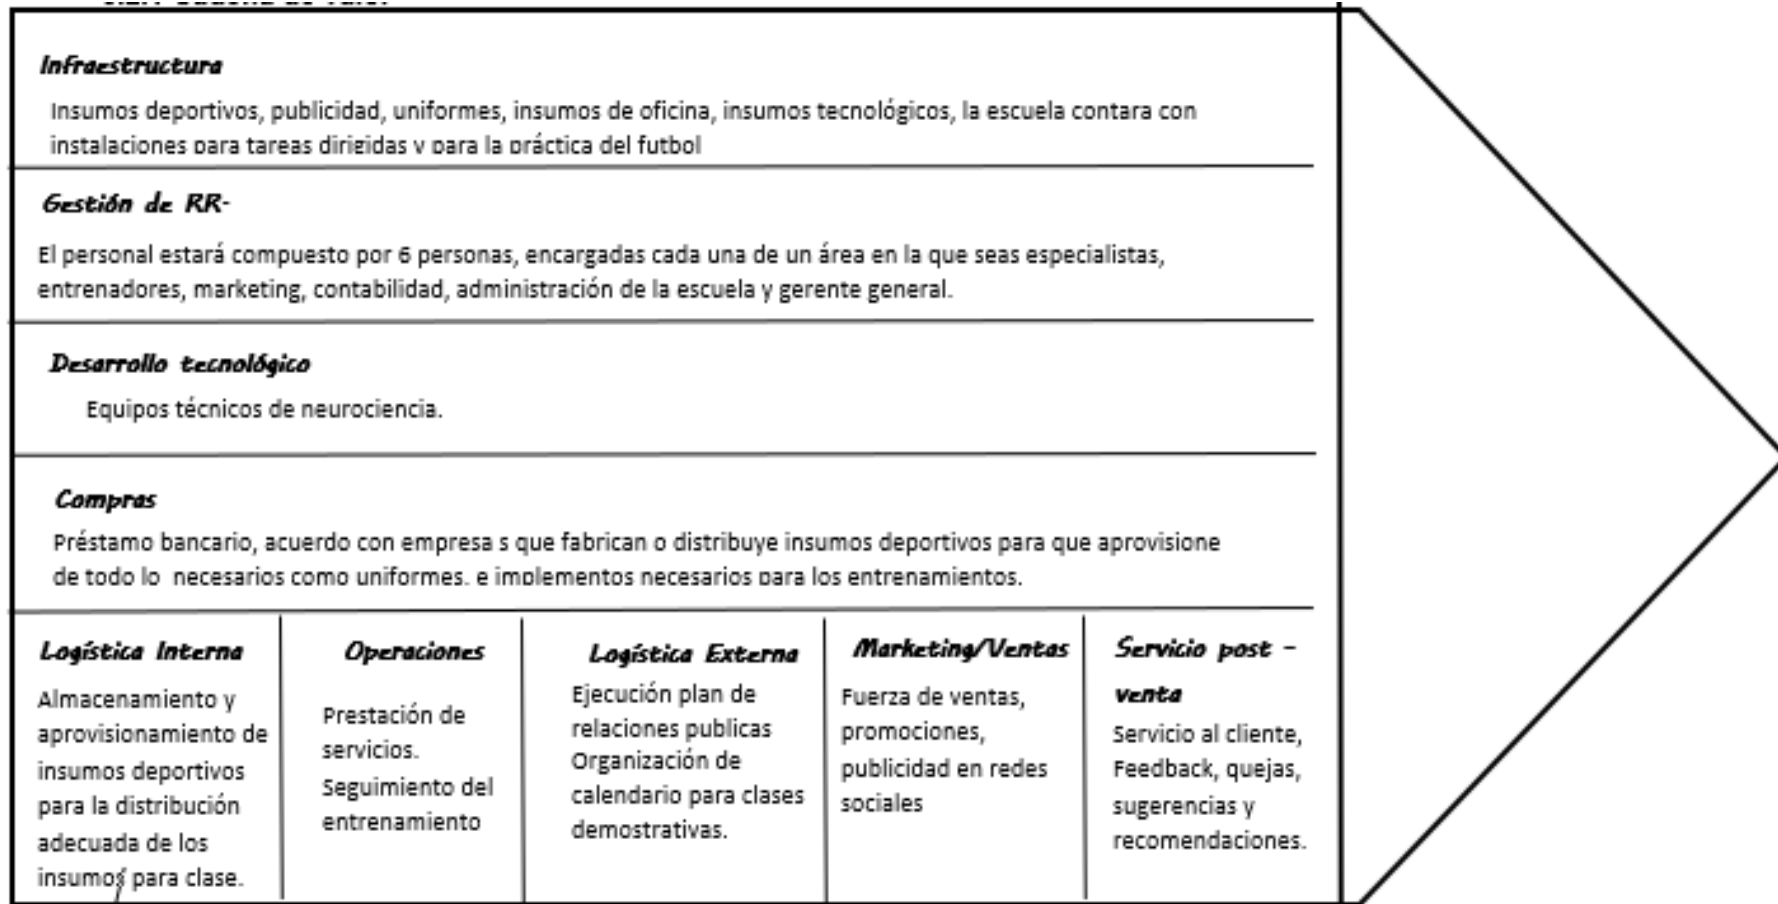 Infraestructura
Insumos deportivos, publicidad, uniformes, insumos de oficina, insumos tecnológicos, la escuela contara con
instalaciones para tareas dirigidas y para la práctica del futbol
Gestión de RR-
El personal estará compuesto por 6 personas, encargadas cada una de un área en la que seas especialistas,
entrenadores, marketing, contabilidad, administración de la escuela y gerente general.
Desarrollo tecnológico
Equipos técnicos de neurociencia.
Compras
Préstamo bancario, acuerdo con empresa s que fabrican o distribuye insumos deportivos para que aprovisione
de todo lo necesarios como uniformes. e implementos necesarios para los entrenamientos.
Logística Interna
Almacenamiento y
aprovisionamiento de
insumos deportivos
para la distribución
adecuada de los
insumos para clase.
Operaciones
Prestación de
servicios.
Seguimiento del
entrenamiento
Logística Externa
Ejecución plan de
relaciones publicas
Organización de
calendario para clases
demostrativas.
Marketing/Ventas
Fuerza de ventas,
promociones,
publicidad en redes
sociales
Servicio post –
venta
Servicio al cliente,
Feedback, quejas,
sugerencias y
recomendaciones.